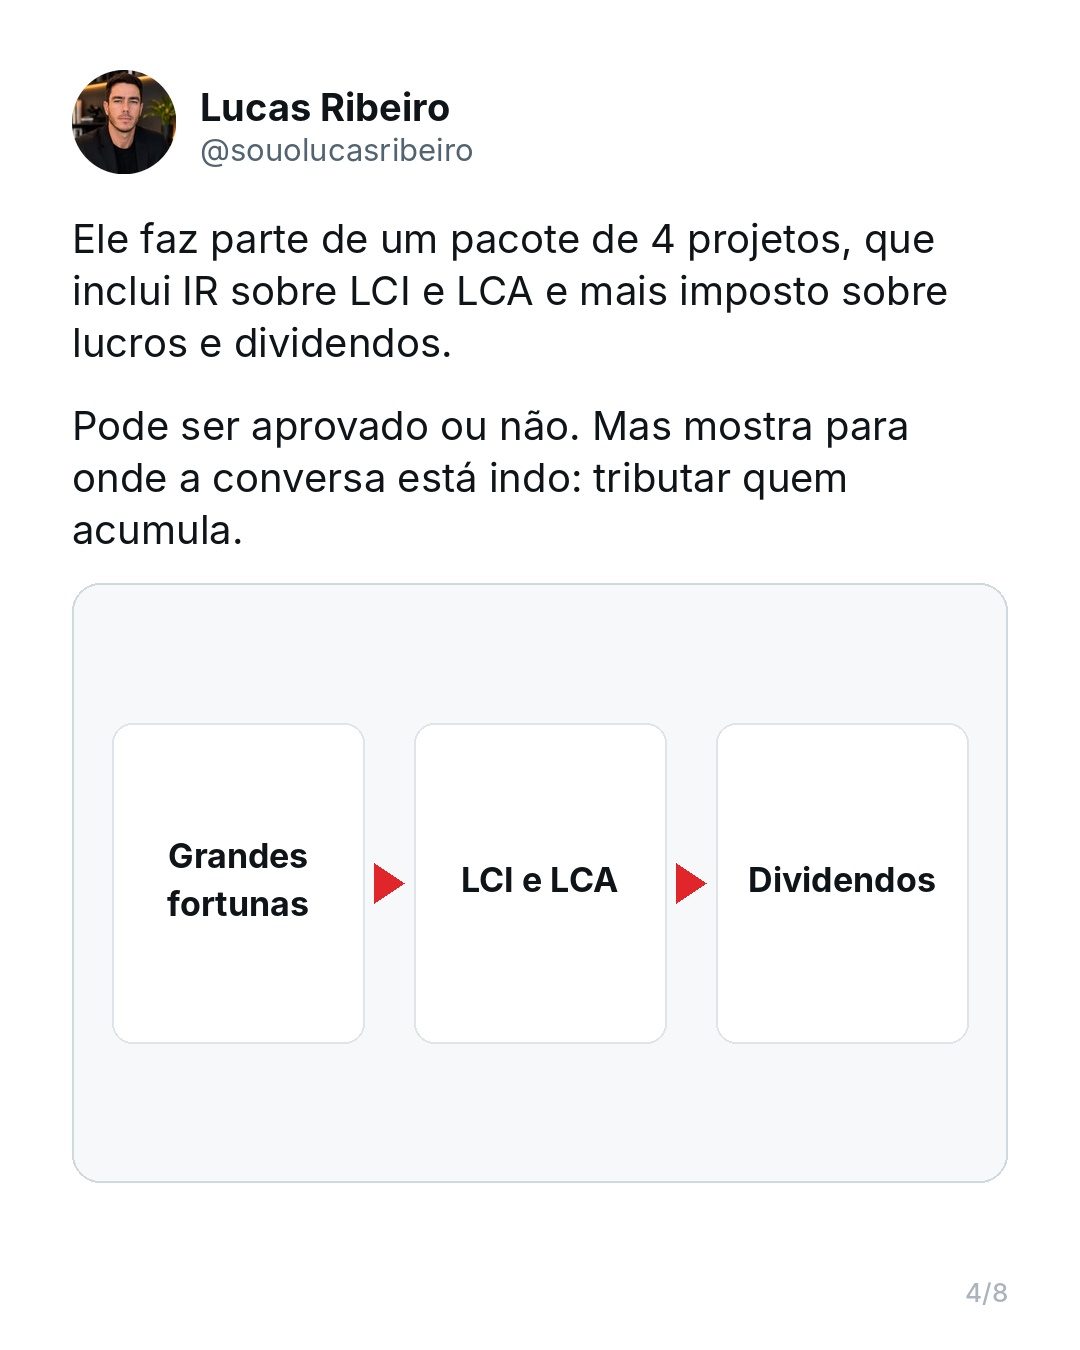 Lucas Ribeiro
@souolucasribeiro
Ele faz parte de um pacote de 4 projetos, que
inclui IR sobre LCI e LCA e mais imposto sobre
lucros e dividendos.
Pode ser aprovado ou não. Mas mostra para
onde a conversa está indo: tributar quem
acumula.
Grandes
fortunas
LCI e LCA
Dividendos
4/8